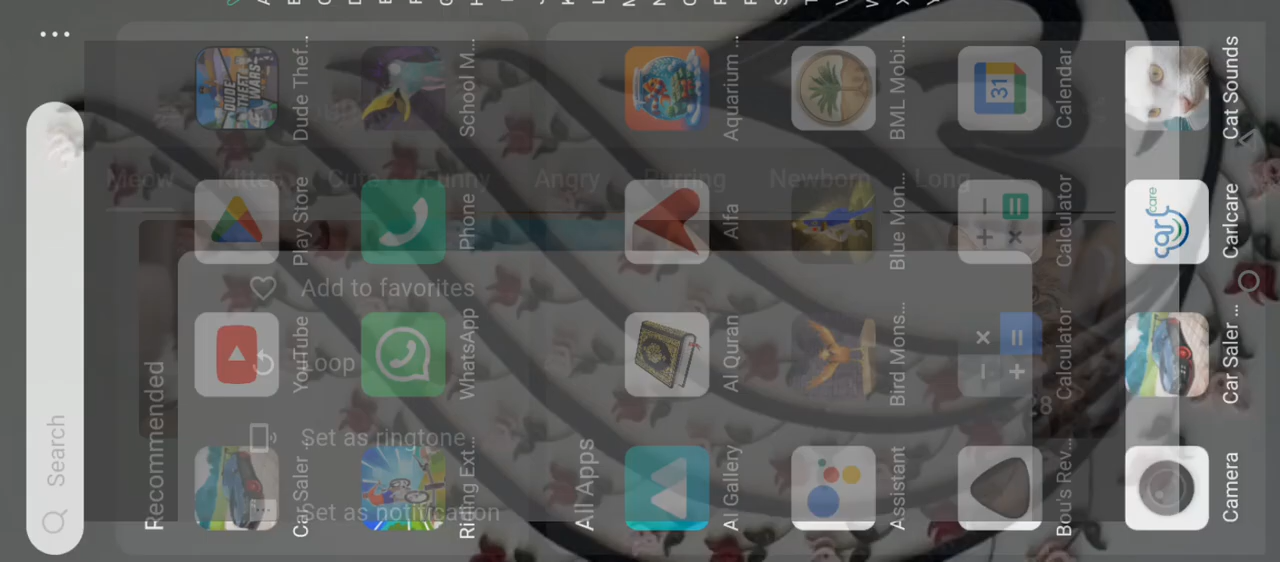 Search
A
Recommended
Car Saler ...
YouTube
Play Store
Dude Thef...
DUDE THEFT WARS
Riding Ext...
WhatsApp
Phone
School M...
All Apps
AI Gallery
Al Quran
Alfa
Aquarium ...
Assistant
Bird Mons...
Blue Mon...
BML Mobi...
Calculator
Calculator
Calendar
31
Camera
Car Saler ...
Carlcare
carlcare
Cat Sounds
Meow Kitten Cute Funny Angry Purring Newborn Long
Add to favorites
Loop
Set as ringtone
Set as notification